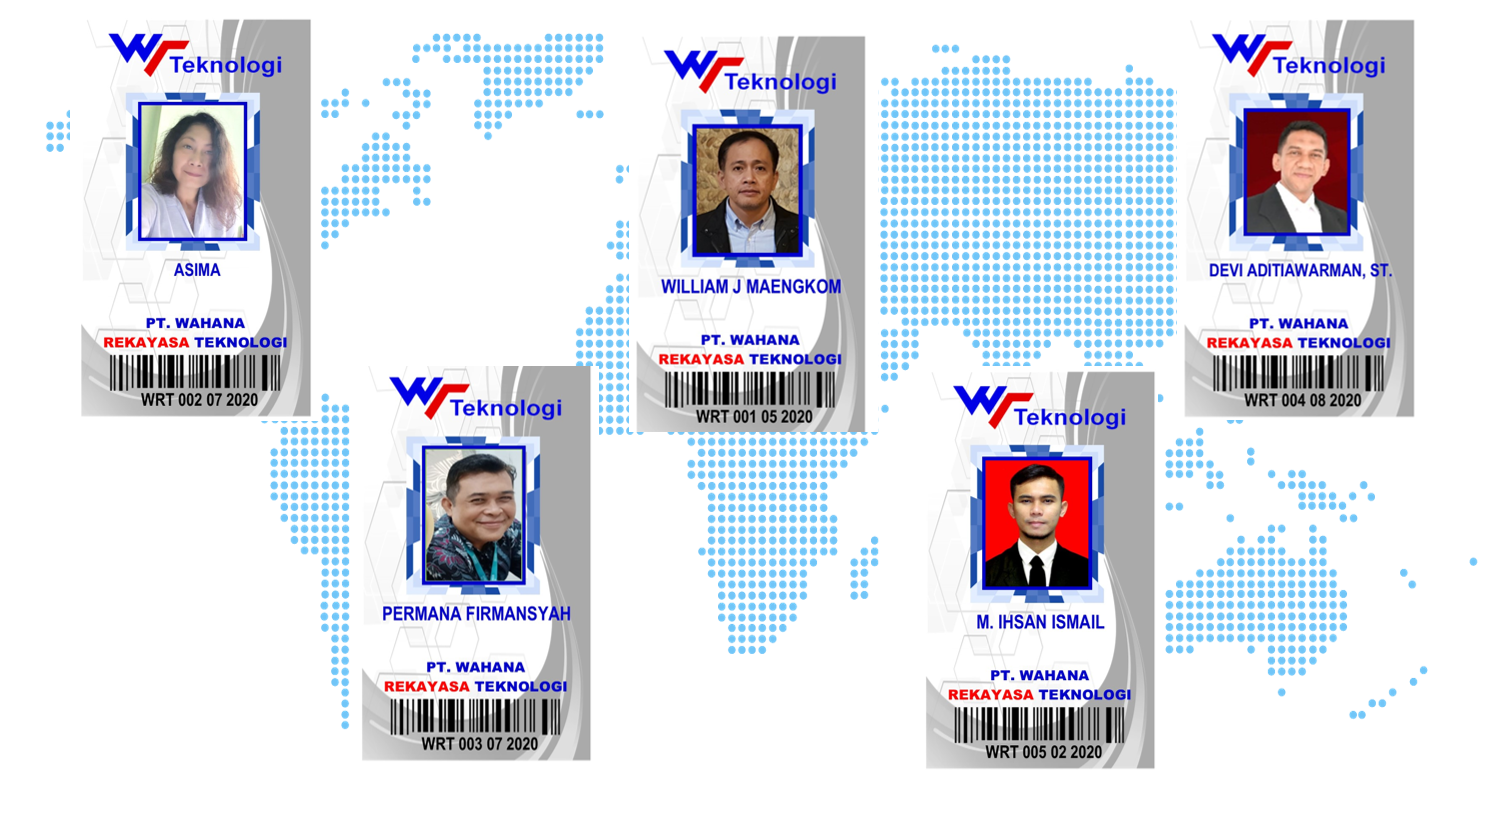 WT Teknologi
ASIMA
PT. WAHANA
REKAYASA TEKNOLOGI
WRT 002 07 2020
WT Teknologi
PERMANA FIRMANSYAH
PT. WAHANA
REKAYASA TEKNOLOGI
WRT 003 07 2020
WT Teknologi
WILLIAM J MAENGKOM
PT. WAHANA
REKAYASA TEKNOLOGI
WRT 001 05 2020
WT Teknologi
M. IHSAN ISMAIL
PT. WAHANA
REKAYASA TEKNOLOGI
WRT 005 02 2020
WT Teknologi
DEVI ADITIAWARMAN, ST.
PT. WAHANA
REKAYASA TEKNOLOGI
WRT 004 08 2020